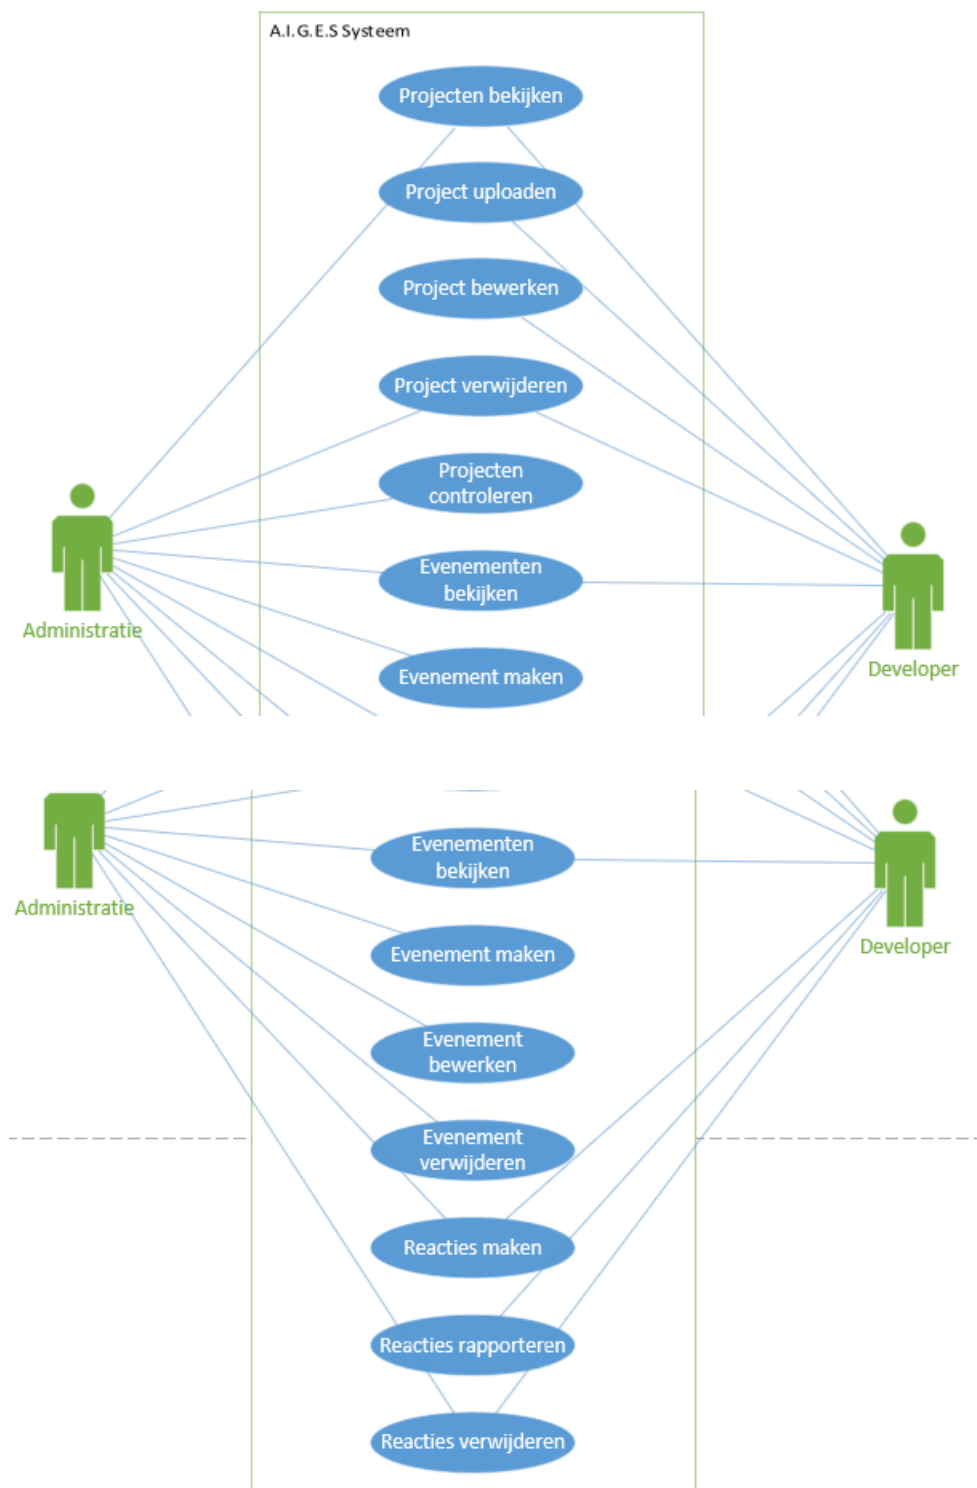 A.I.G.E.S Systeem
Projecten bekijken
Project uploaden
Project bewerken
Project verwijderen
Projecten
controleren
Evenementen
bekijken
Administratie
Developer
Evenement maken
Evenementen
bekijken
Administratie
Developer
Evenement maken
Evenement
bewerken
Evenement
verwijderen
Reacties maken
Reacties rapporteren
Reacties verwijderen